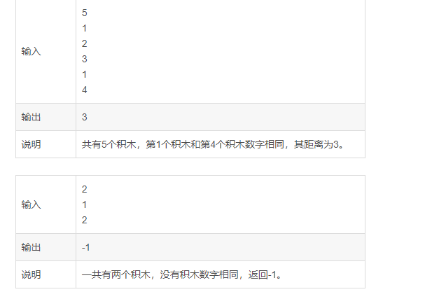 输入
5
1
2
3
1
4
输出
3
说明
共有5个积木，第1个积木和第4个积木数字相同，其距离为3。
输入
2
1
2
输出
-1
说明
一共有两个积木，没有积木数字相同，返回-1。